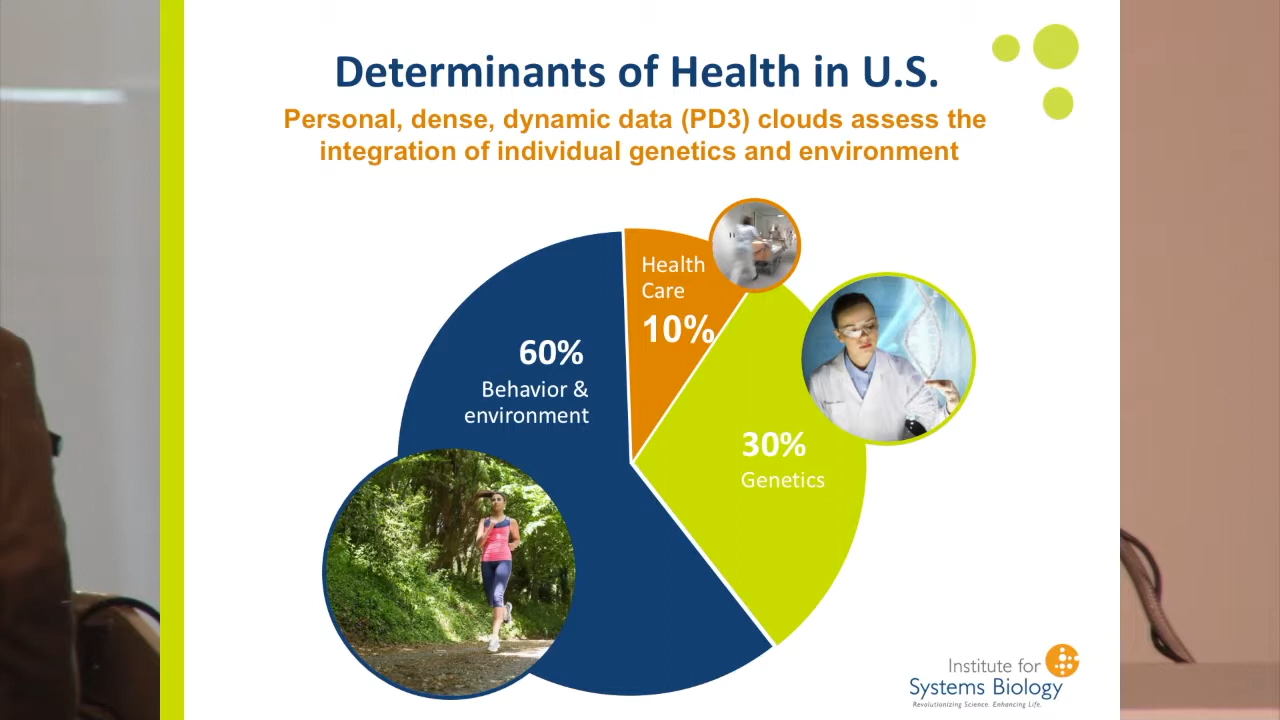 Determinants of Health in U.S.
Personal, dense, dynamic data (PD3) clouds assess the
integration of individual genetics and environment
Health
Care
10%
60%
Behavior &
environment
30%
Genetics
Institute for
Systems Biology
Revolutionizing Science. Enhancing Life.